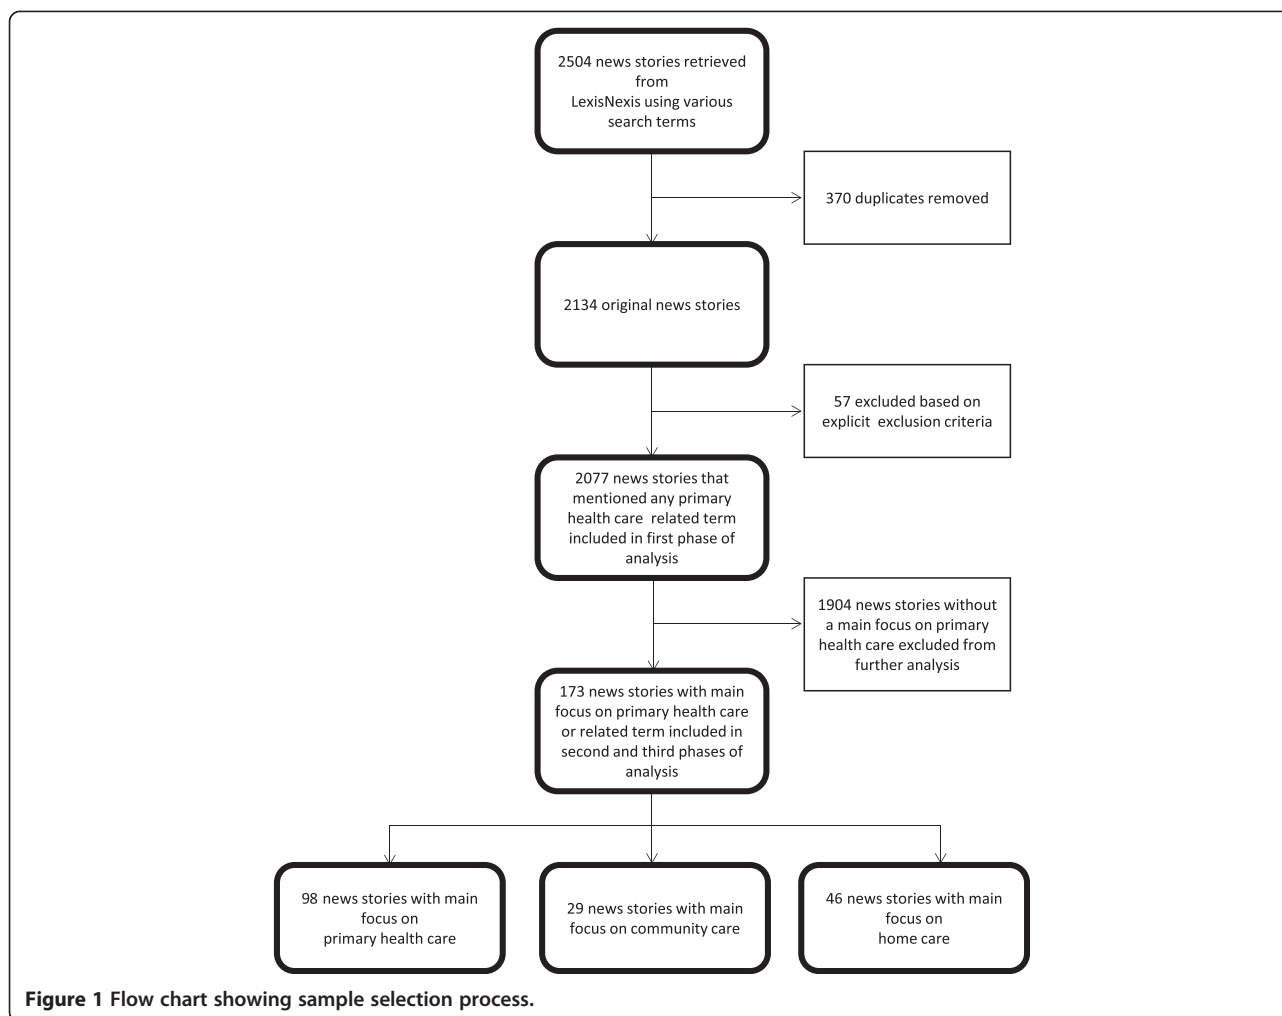 2504 news stories retrieved
from
LexisNexis using various
search terms
370 duplicates removed
2134 original news stories
57 excluded based on
explicit exclusion criteria
2077 news stories that
mentioned any primary
health care related term
included in first phase of
analysis
1904 news stories without
a main focus on primary
health care excluded from
further analysis
173 news stories with main
focus on primary health care
or related term included in
second and third phases of
analysis
98 news stories with main
focus on
primary health care
29 news stories with main
focus on community care
46 news stories with main
focus on
home care
Figure 1 Flow chart showing sample selection process.